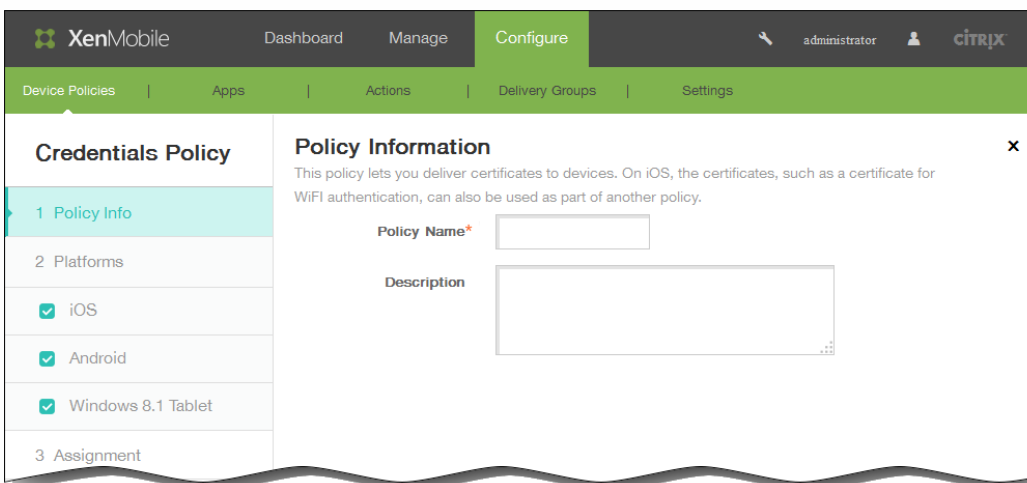 XenMobile Dashboard Manage Configure administrator CİTRIX
Device Policies | Apps | Actions | Delivery Groups | Settings
Credentials Policy
1 Policy Info
2 Platforms
iOS
Android
Windows 8.1 Tablet
3 Assignment
Policy Information x
This policy lets you deliver certificates to devices. On iOS, the certificates, such as a certificate for
WiFI authentication, can also be used as part of another policy.
Policy Name*
Description